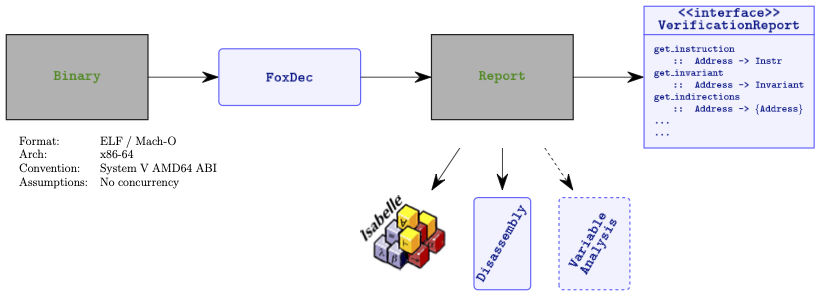 Binary
FoxDec
Report
<<interface>>
VerificationReport
get_instruction
:: Address -> Instr
get_invariant
:: Address -> Invariant
get_indirections
:: Address -> {Address}
...
...
Format: ELF / Mach-O
Arch: x86-64
Convention: System V AMD64 ABI
Assumptions: No concurrency
Isabelle
λ
β
∀
Disassembly
Variable
Analysis